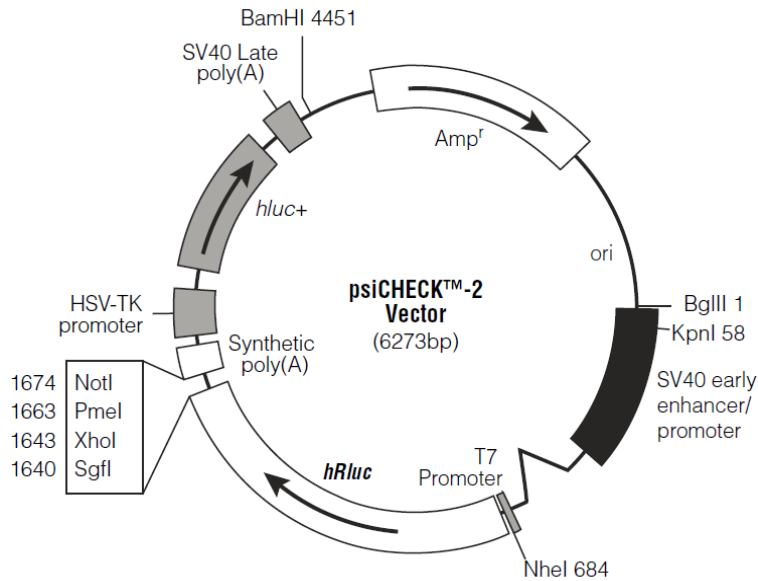 BamHI 4451
SV40 Late
poly(A)
Ampʳ
hluc+
ori
psiCHECK™-2
Vector
(6273bp)
BglII 1
KpnI 58
HSV-TK
promoter
Synthetic
poly(A)
SV40 early
enhancer/
promoter
1674 NotI
1663 PmeI
1643 XhoI
1640 SgfI
hRluc
T7
Promoter
NheI 684